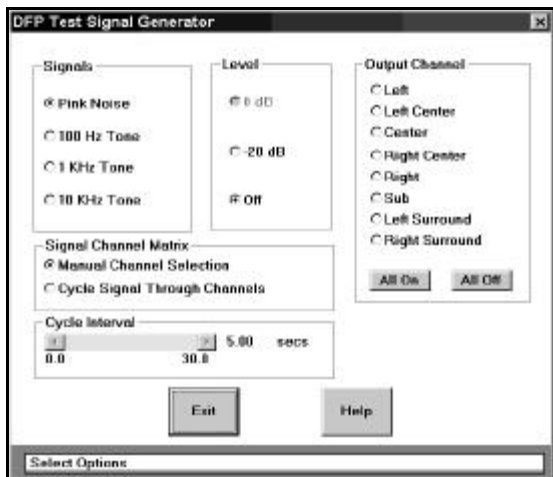 DFP Test Signal Generator
Signals
Pink Noise
100 Hz Tone
1 KHz Tone
10 KHz Tone
Level
0 dB
-20 dB
Off
Output Channel
Left
Left Center
Center
Right Center
Right
Sub
Left Surround
Right Surround
All On
All Off
Signal Channel Matrix
Manual Channel Selection
Cycle Signal Through Channels
Cycle Interval
5.00 secs
0.0 30.0
Exit
Help
Select Options